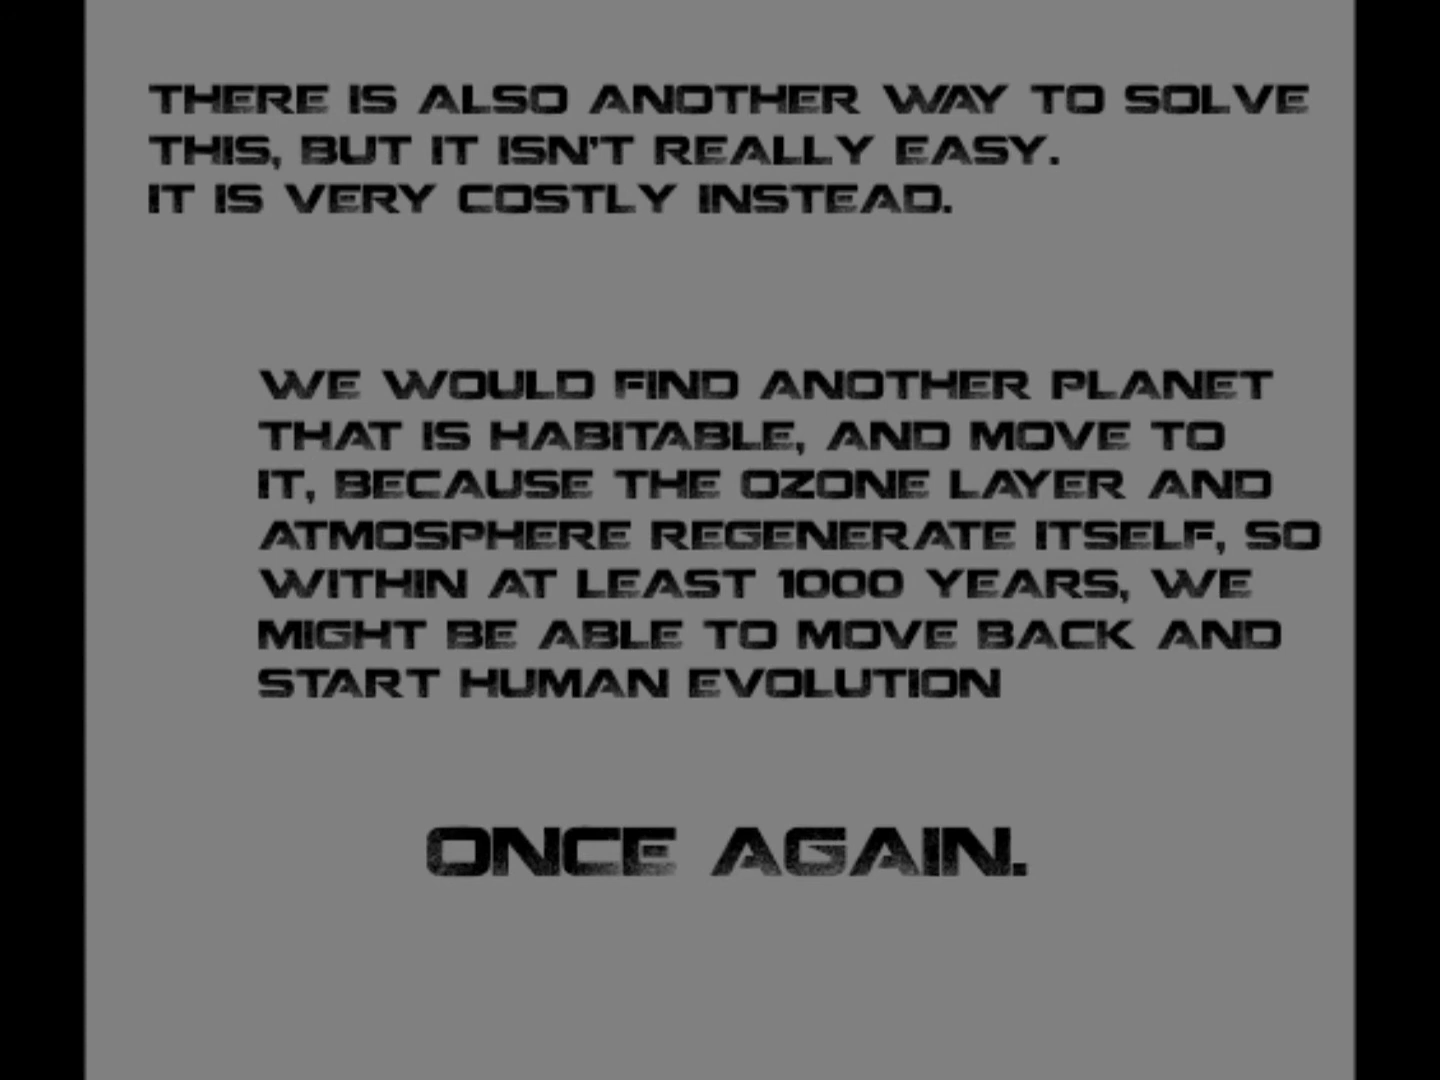 THERE IS ALSO ANOTHER WAY TO SOLVE
THIS, BUT IT ISN'T REALLY EASY.
IT IS VERY COSTLY INSTEAD.
WE WOULD FIND ANOTHER PLANET
THAT IS HABITABLE, AND MOVE TO
IT, BECAUSE THE OZONE LAYER AND
ATMOSPHERE REGENERATE ITSELF, SO
WITHIN AT LEAST 1000 YEARS, WE
MIGHT BE ABLE TO MOVE BACK AND
START HUMAN EVOLUTION
ONCE AGAIN.